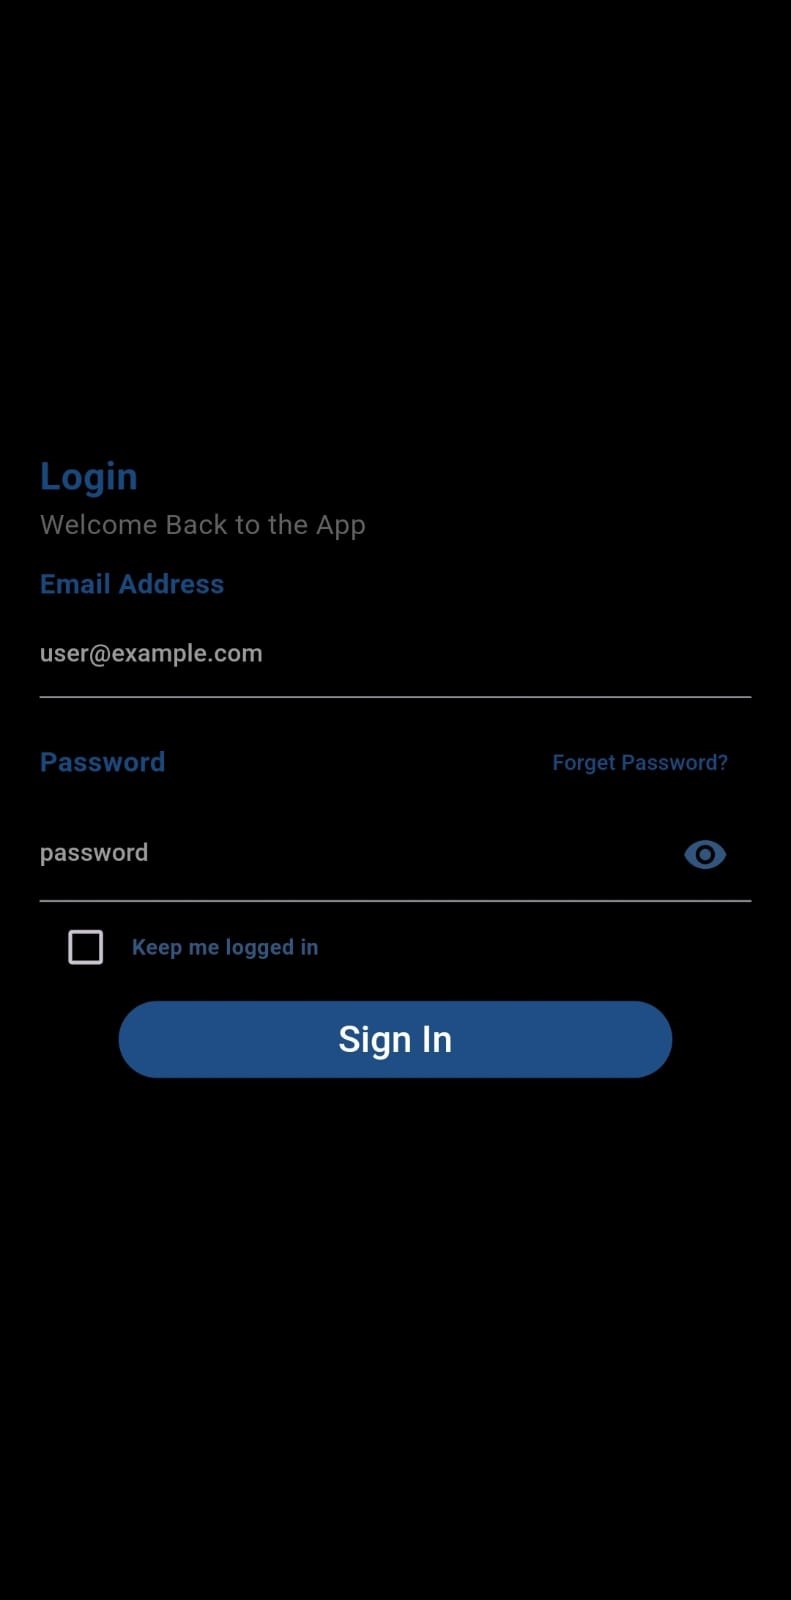 Login
Welcome Back to the App
Email Address
user@example.com
Password Forget Password?
password
Keep me logged in
Sign In